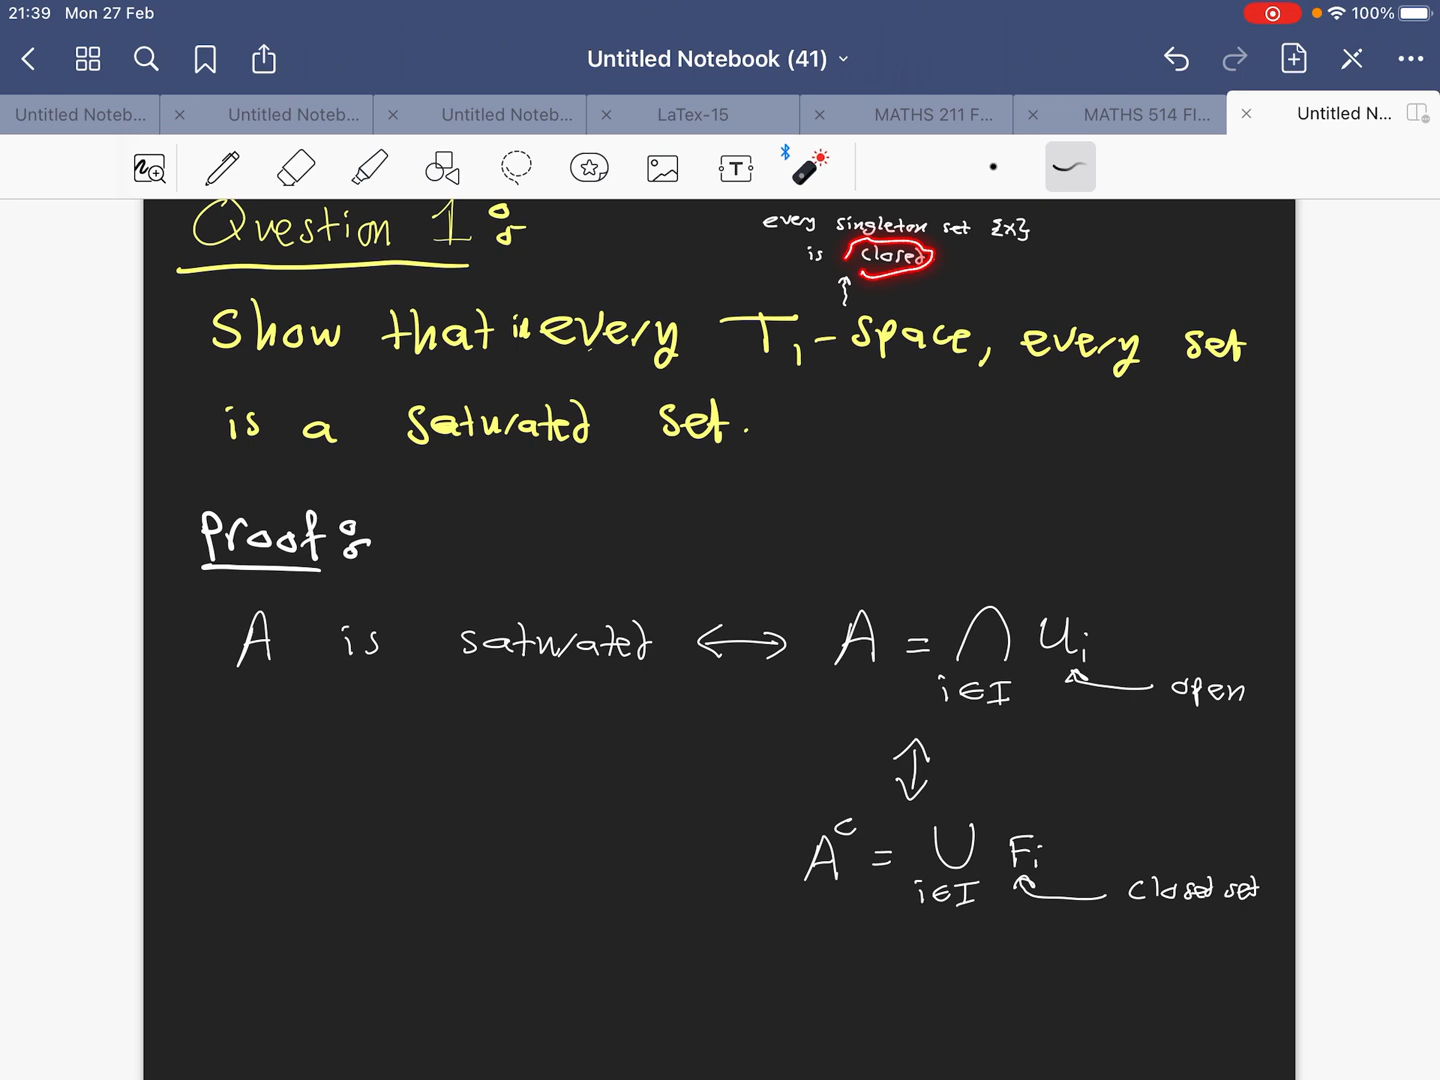 21:39 Mon 27 Feb
100%
Untitled Notebook (41)
Untitled Noteb...
Untitled Noteb...
Untitled Noteb...
LaTex-15
MATHS 211 F...
MATHS 514 FI...
Untitled N...
T
Question 1:
every singleton set {x}
is closed
Show that in every T₁-space, every set
is a saturated set.
Proof:
A is saturated ⟷ A = ⋂ Uᵢ
i∈I
open
⇕
Aᶜ = ⋃ Fᵢ
i∈I
closed set